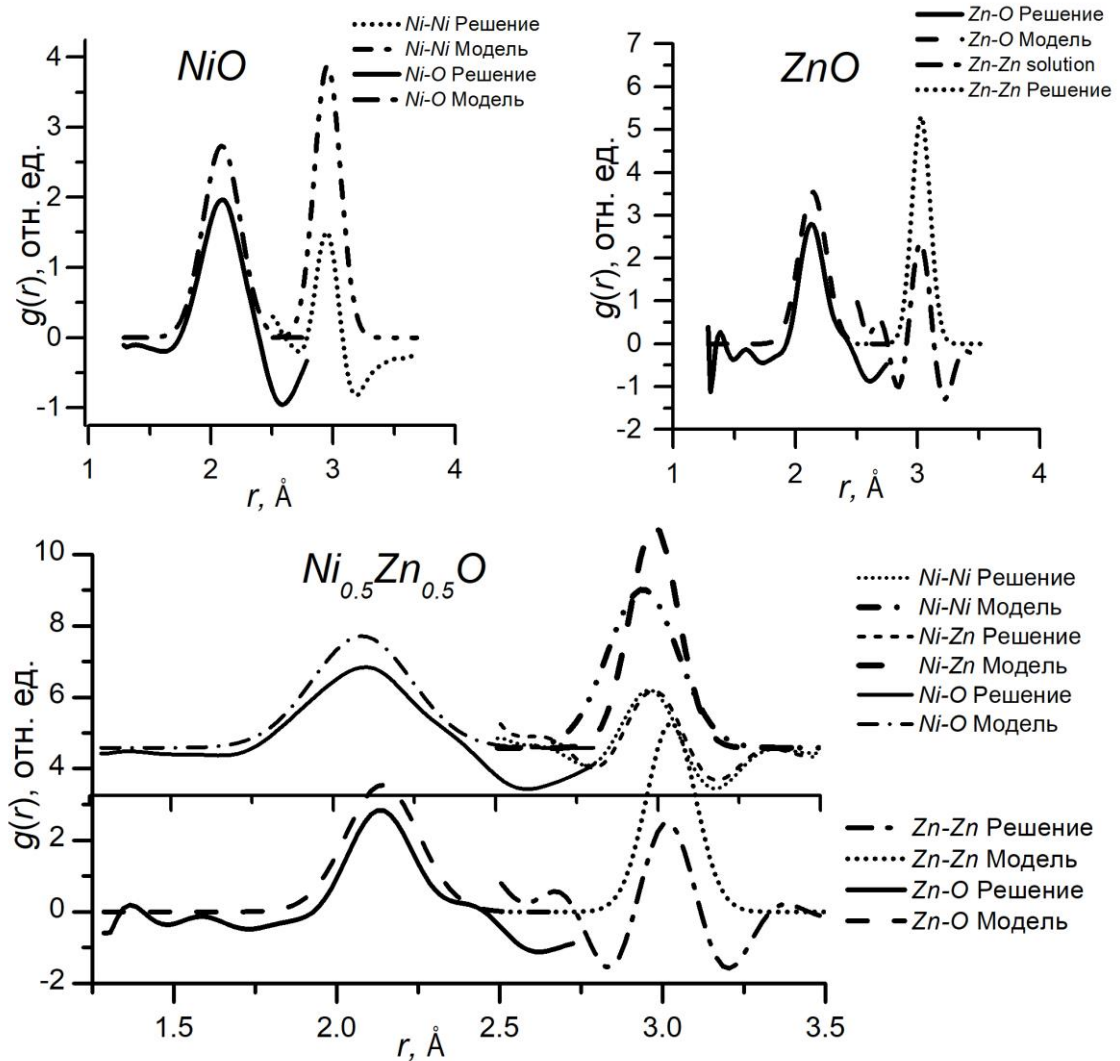 NiO
Ni-Ni Решение
Ni-Ni Модель
Ni-O Решение
Ni-O Модель
g(r), отн. ед.
4
3
2
1
0
-1
1
2
3
4
r, Å
ZnO
Zn-O Решение
Zn-O Модель
Zn-Zn solution
Zn-Zn Решение
g(r), отн. ед.
7
6
5
4
3
2
1
0
-1
-2
1
2
3
4
r, Å
Ni0.5Zn0.5O
g(r), отн. ед.
10
8
6
4
Ni-Ni Решение
Ni-Ni Модель
Ni-Zn Решение
Ni-Zn Модель
Ni-O Решение
Ni-O Модель
g(r), отн. ед.
2
0
-2
Zn-Zn Решение
Zn-Zn Модель
Zn-O Решение
Zn-O Модель
1.5
2.0
2.5
3.0
3.5
r, Å